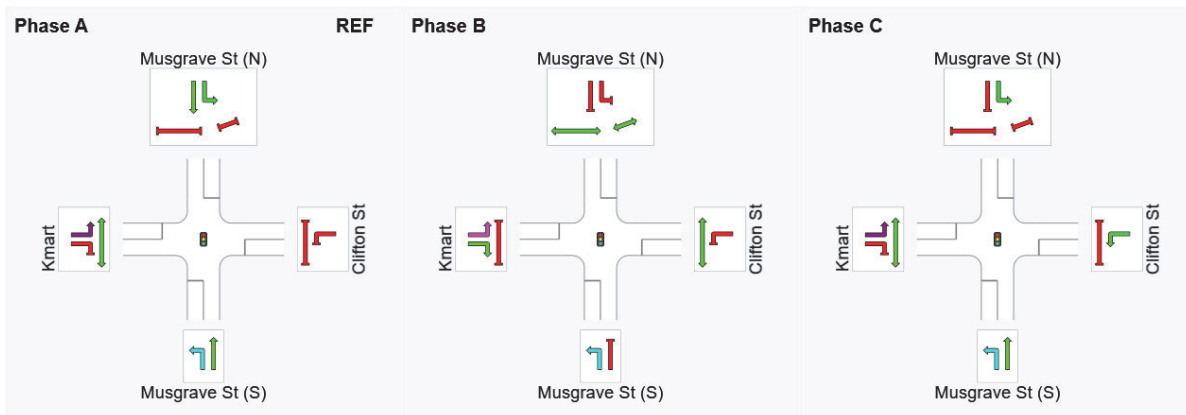 Phase A
REF
Musgrave St (N)
Kmart
Clifton St
Musgrave St (S)
Phase B
Musgrave St (N)
Kmart
Clifton St
Musgrave St (S)
Phase C
Musgrave St (N)
Kmart
Clifton St
Musgrave St (S)